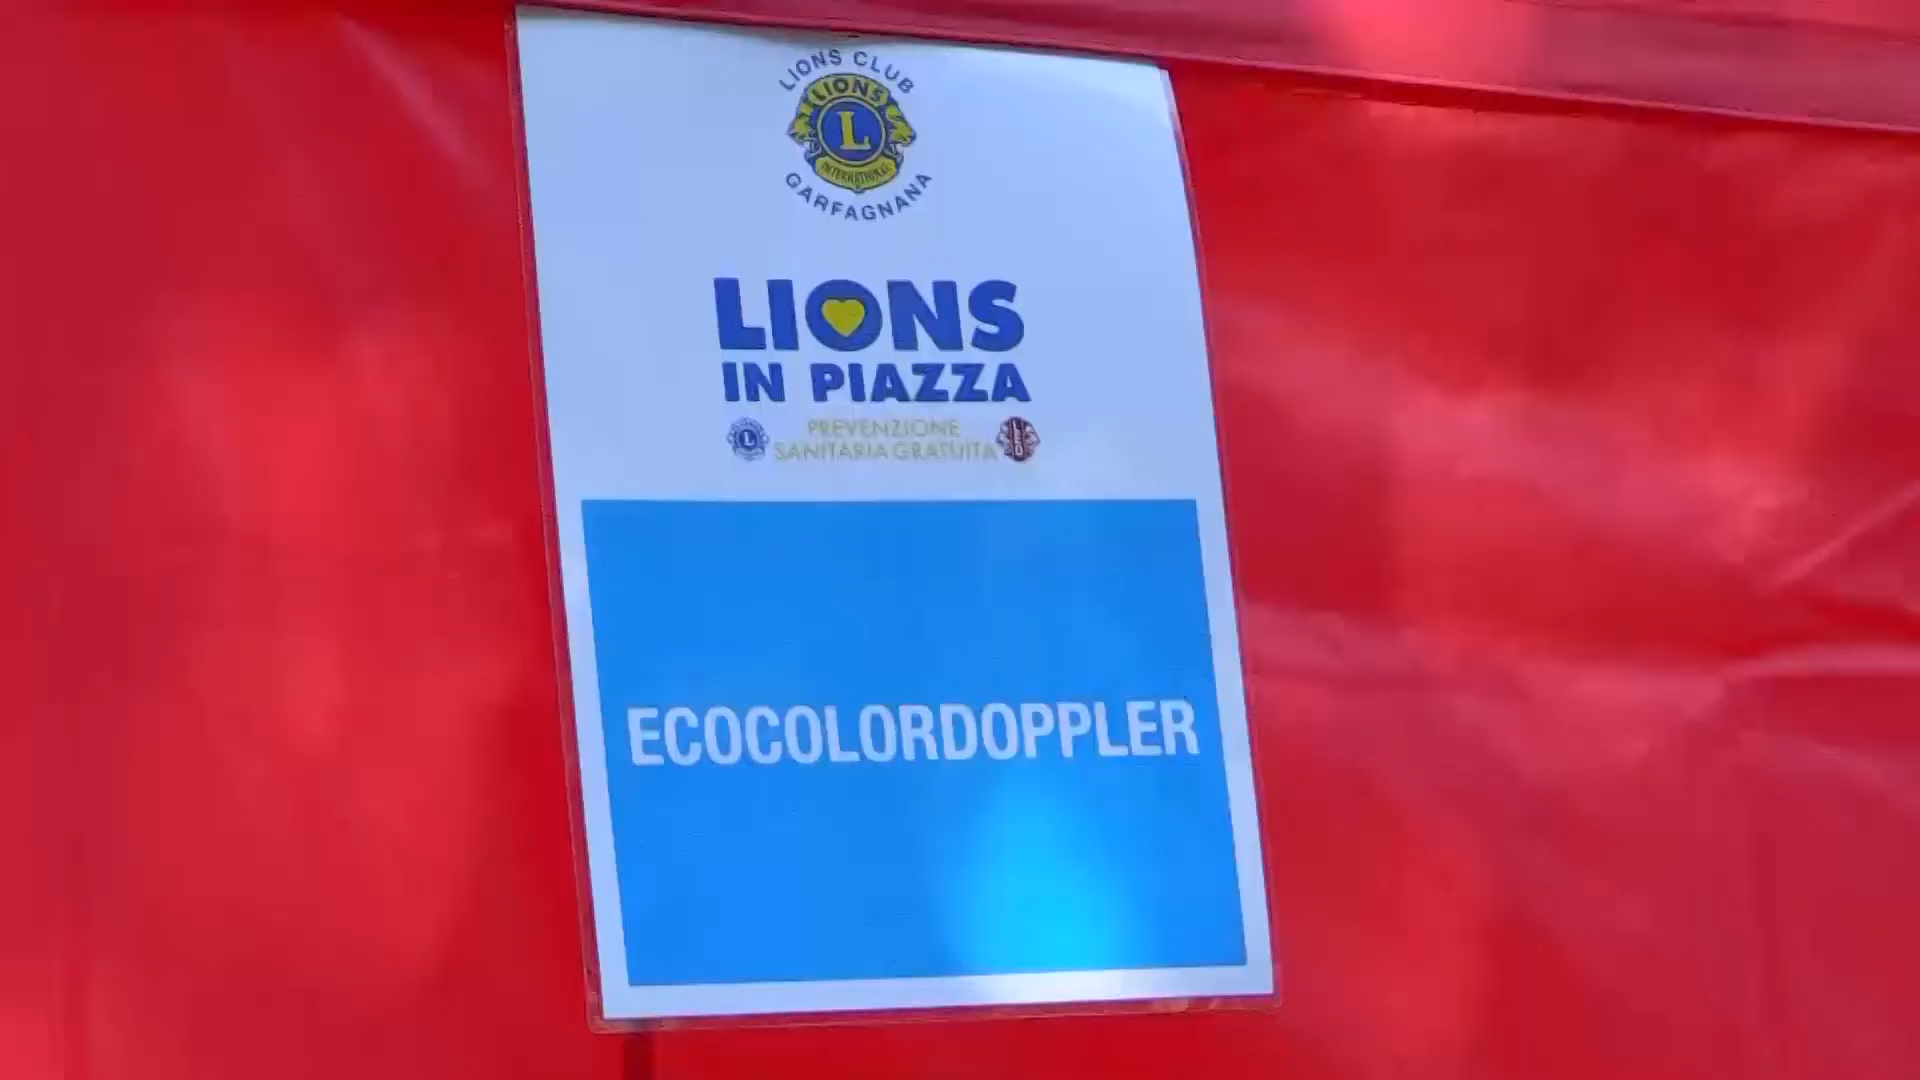 LIONS CLUB
LIONS
L
INTERNATIONAL
GARFAGNANA
LIONS
IN PIAZZA
PREVENZIONE
SANITARIA GRATUITA
ECOCOLORDOPPLER